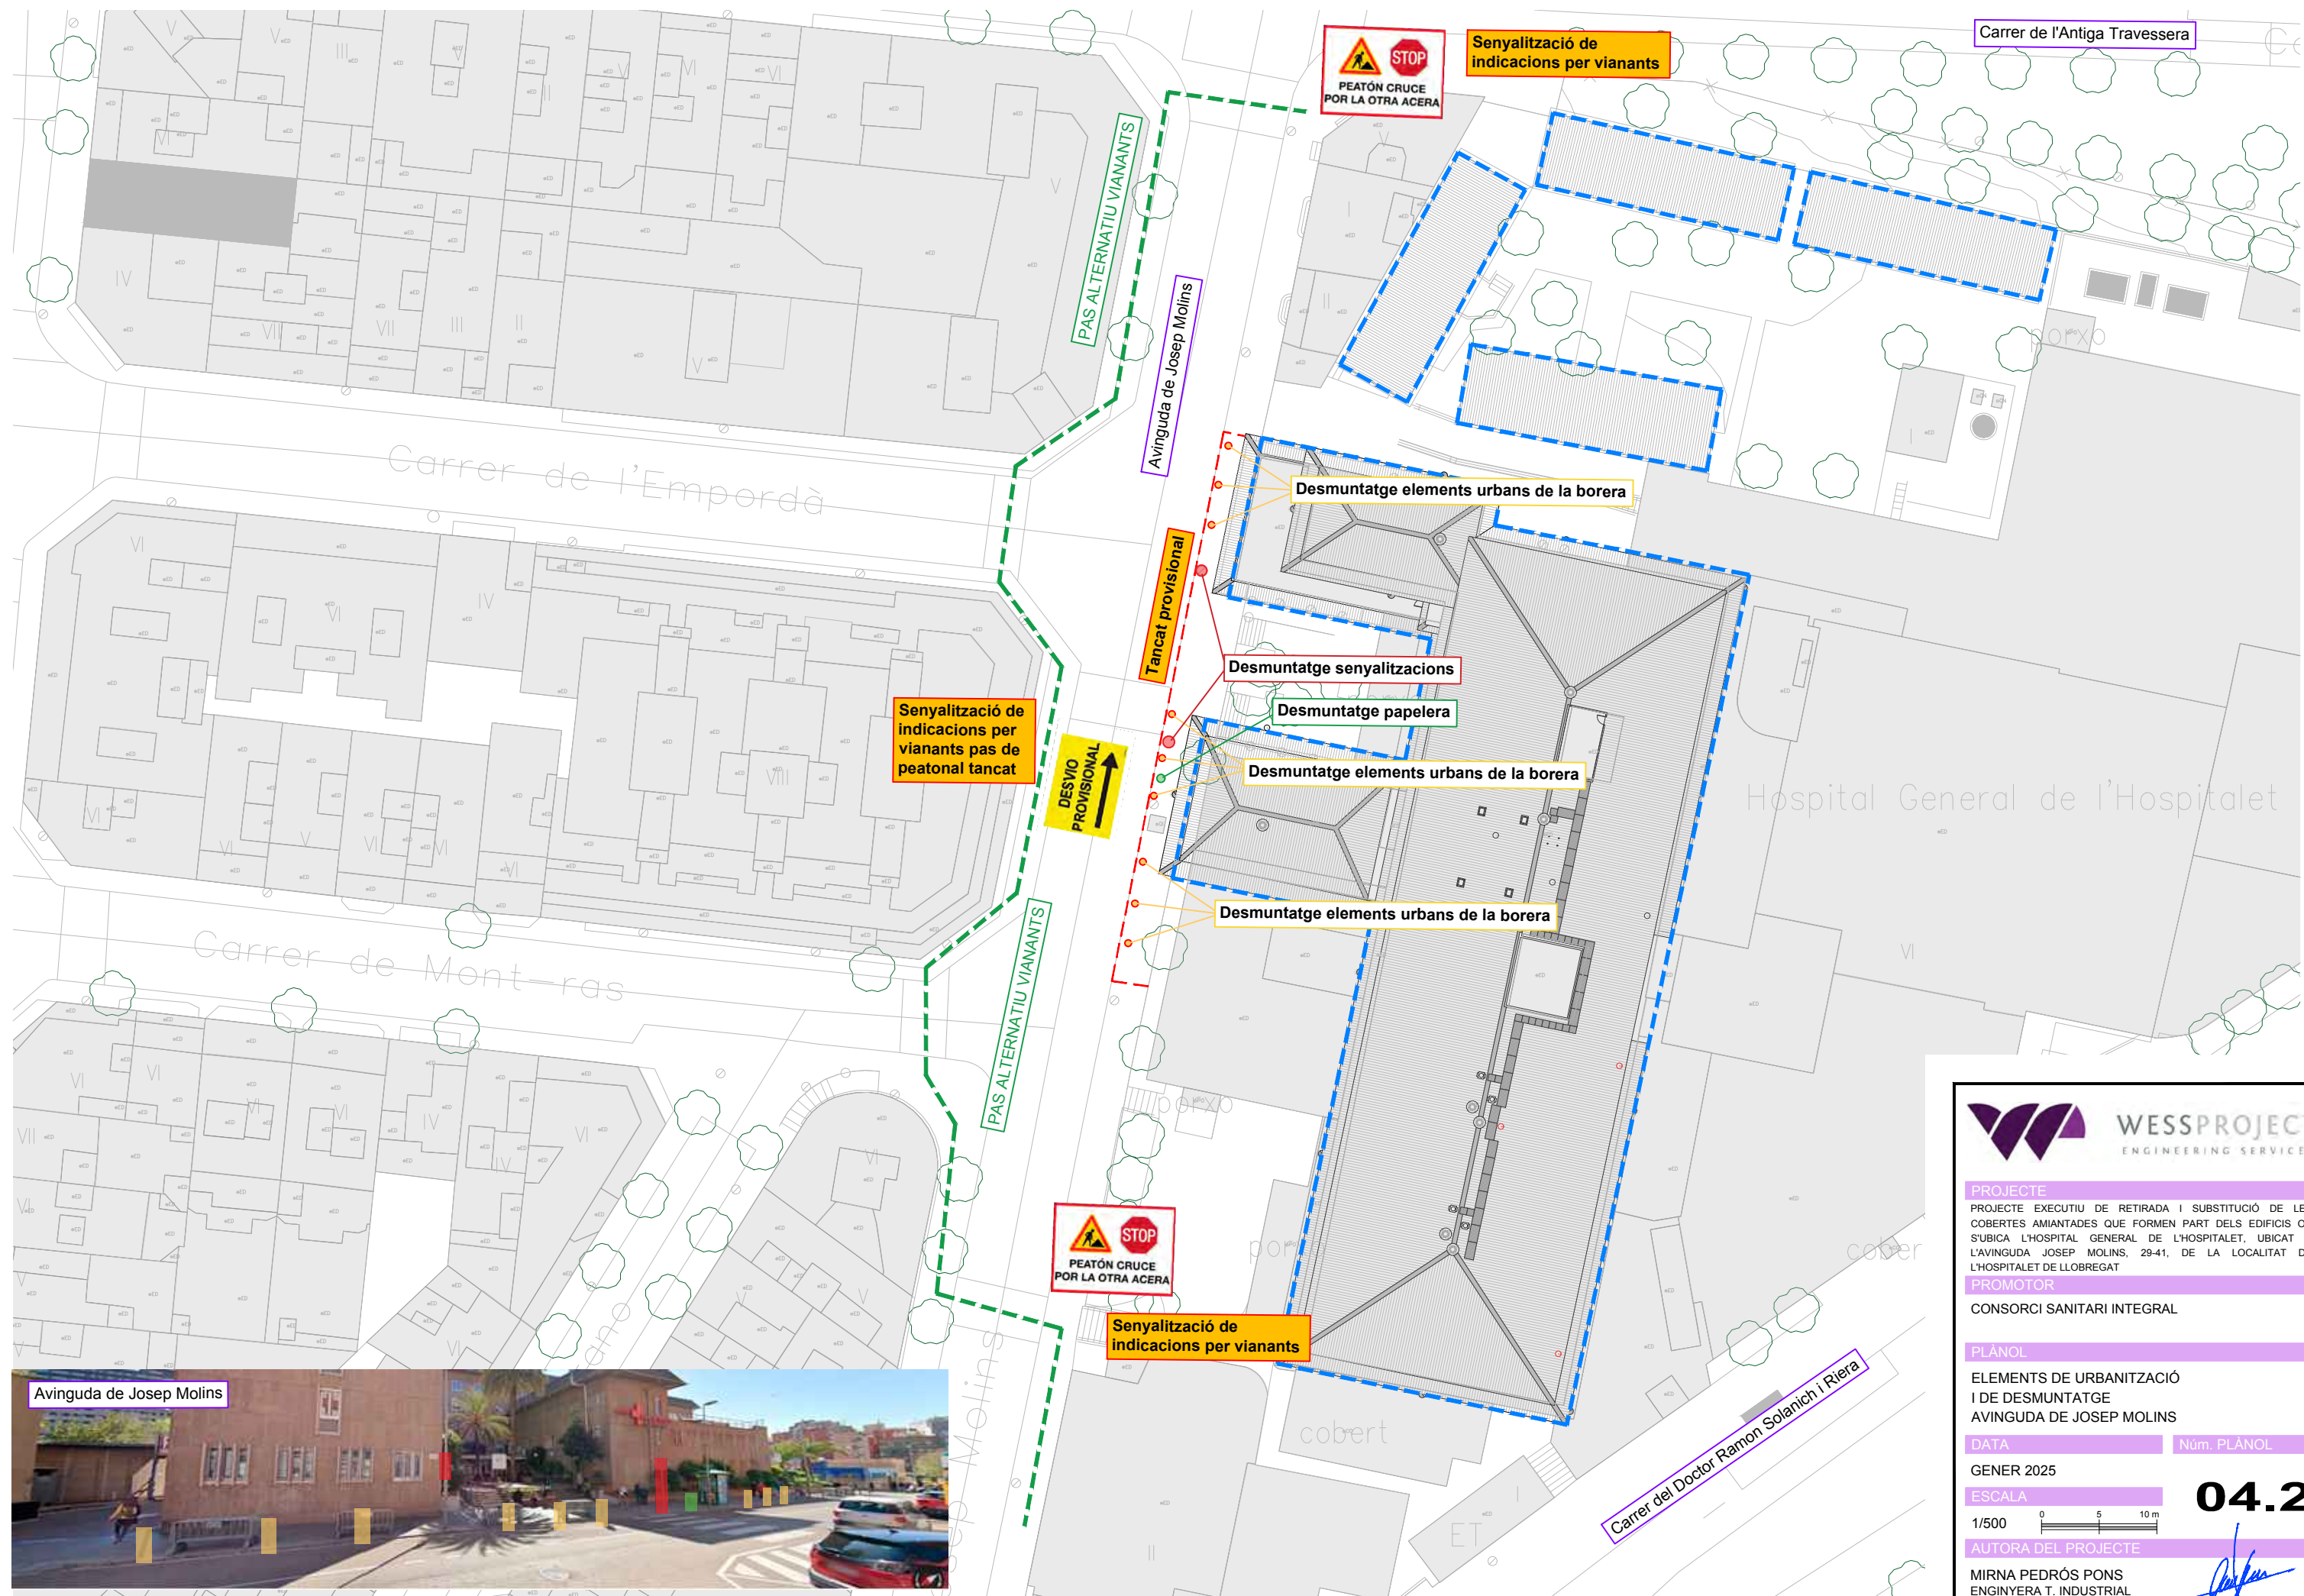 Carrer de l'Antiga Travessera
STOP
PEATÓN CRUCE
POR LA OTRA ACERA
Senyalització de
indicacions per vianants
PAS ALTERNATIU VIANANTS
Avinguda de Josep Molins
porxo
Carrer de l'Empordà
Desmuntatge elements urbans de la borera
Tancat provisional
Desmuntatge senyalitzacions
Desmuntatge papelera
Senyalització de
indicacions per
vianants pas de
peatonal tancat
DESVIO
PROVISIONAL
Desmuntatge elements urbans de la borera
Hospital General de l'Hospitalet
Desmuntatge elements urbans de la borera
Carrer de Mont-ras
PAS ALTERNATIU VIANANTS
porxo
STOP
PEATÓN CRUCE
POR LA OTRA ACERA
Senyalització de
indicacions per vianants
cobert
Molins
ET
Carrer del Doctor Ramon Solanich i Riera
Avinguda de Josep Molins
WESSPROJEC
ENGINEERING SERVICE
PROJECTE
PROJECTE EXECUTIU DE RETIRADA I SUBSTITUCIÓ DE LE
COBERTES AMIANTADES QUE FORMEN PART DELS EDIFICIS O
S'UBICA L'HOSPITAL GENERAL DE L'HOSPITALET, UBICAT
L'AVINGUDA JOSEP MOLINS, 29-41, DE LA LOCALITAT D
L'HOSPITALET DE LLOBREGAT
PROMOTOR
CONSORCI SANITARI INTEGRAL
PLÀNOL
ELEMENTS DE URBANITZACIÓ
I DE DESMUNTATGE
AVINGUDA DE JOSEP MOLINS
DATA
Núm. PLÀNOL
GENER 2025
04.2
ESCALA
1/500
0 5 10 m
AUTORA DEL PROJECTE
MIRNA PEDRÓS PONS
ENGINYERA T. INDUSTRIAL